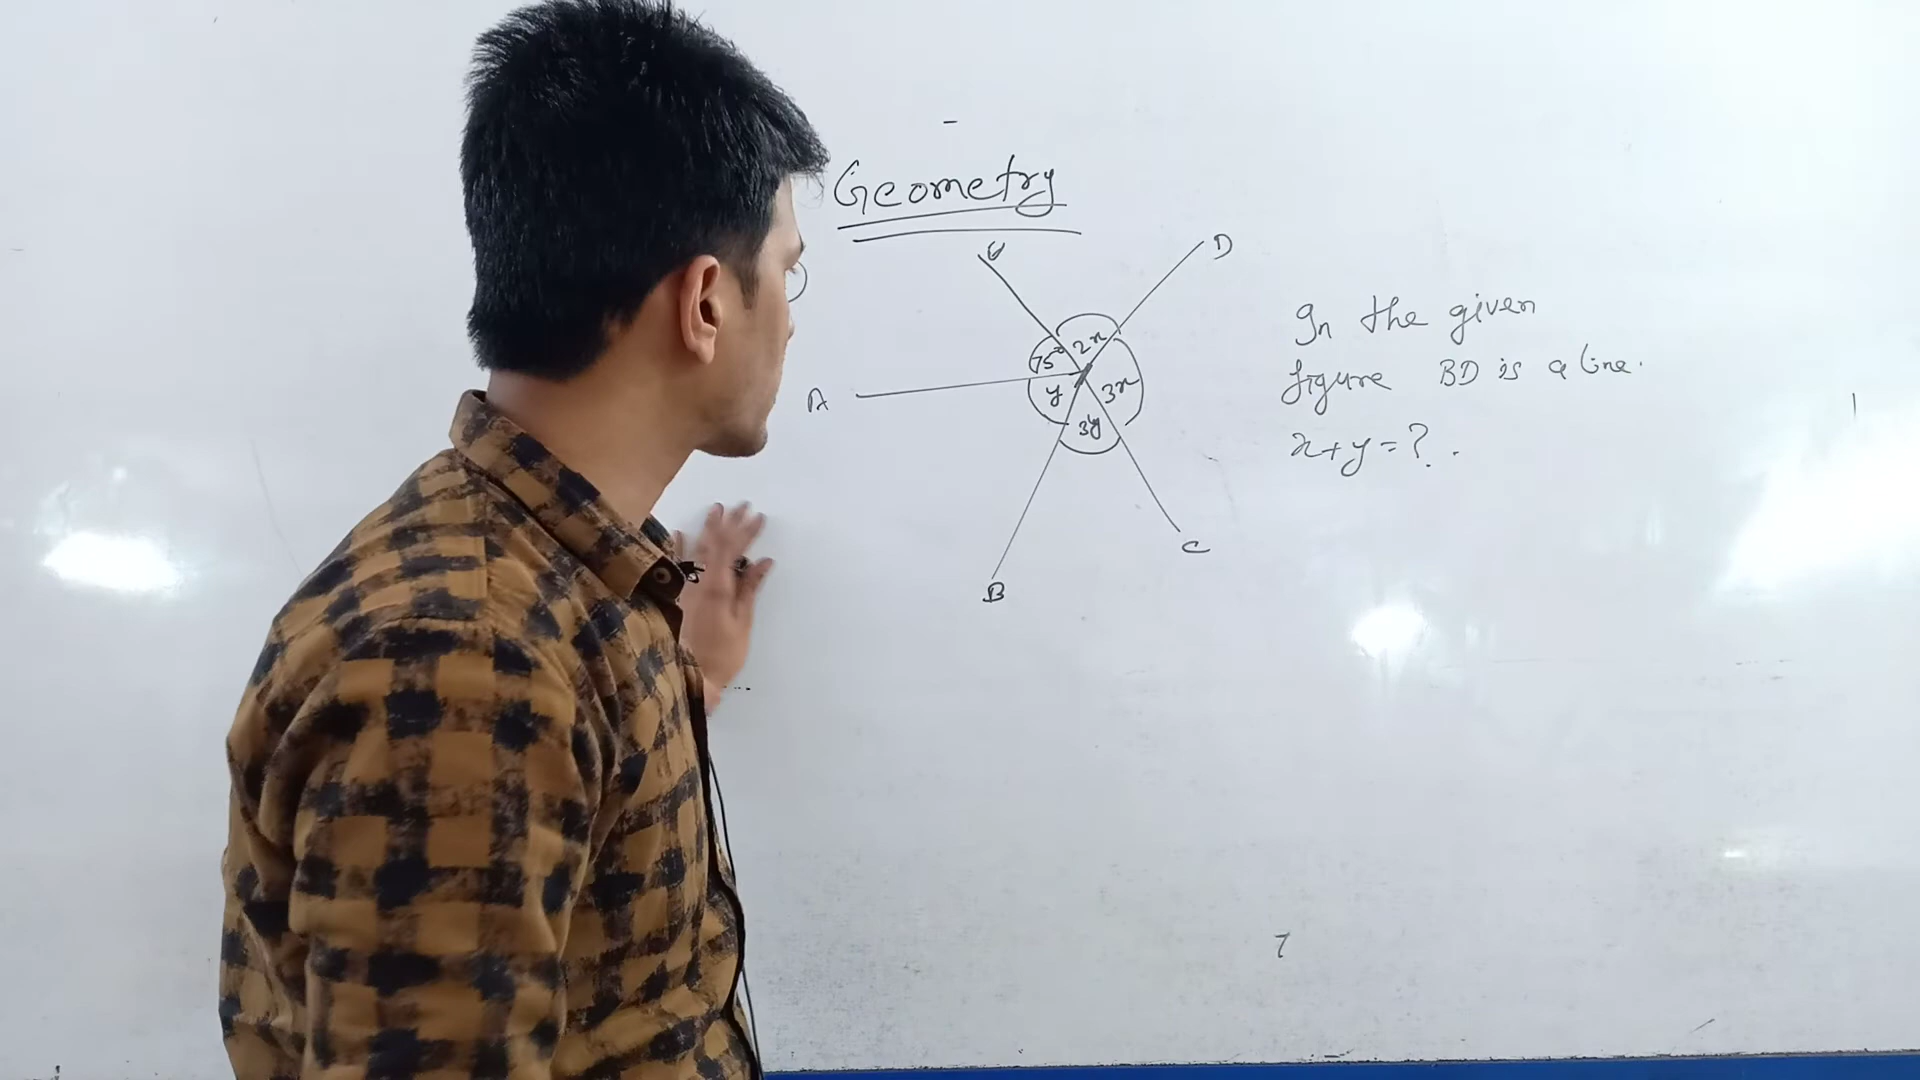 Geometry
D
75° 2x
A
y 3x
3y
C
B
In the given
figure BD is a line.
x+y=?.